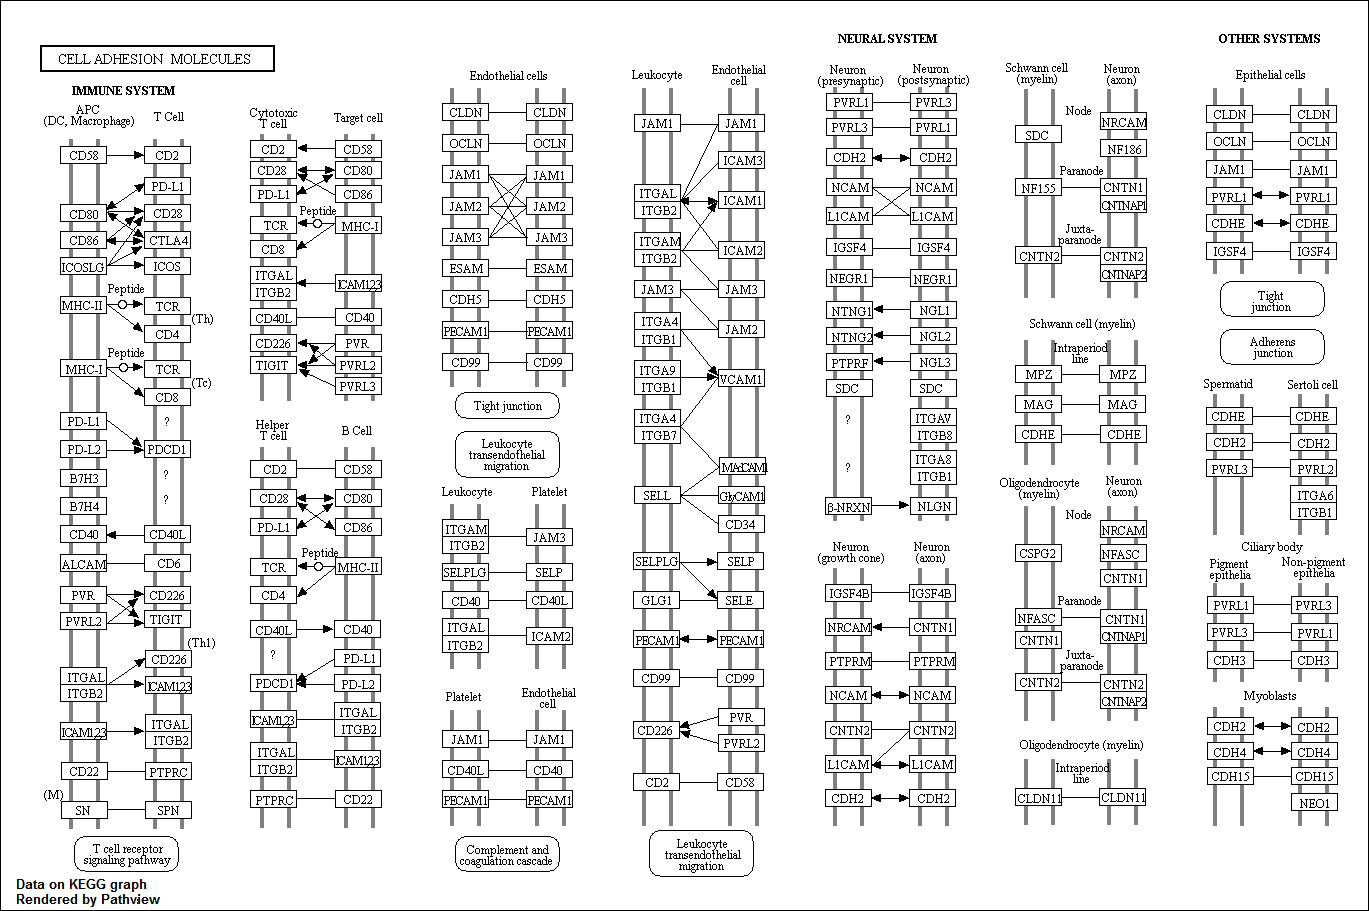 CELL ADHESION MOLECULES
IMMUNE SYSTEM
APC
(DC, Macrophage)
T Cell
CD58
CD2
PD-L1
CD80
CD28
CD86
CTLA4
ICOSLG
ICOS
MHC-II
Peptide
TCR
(Th)
CD4
MHC-I
Peptide
TCR
(Tc)
CD8
PD-L1
?
PD-L2
PDCD1
B7H3
?
B7H4
?
CD40
CD40L
ALCAM
CD6
PVR
CD226
PVRL2
TIGIT
(Th1)
CD226
ITGAL
ITGB2
ICAM123
ICAM123
ITGAL
ITGB2
CD22
PTPRC
(M)
SN
SPN
T cell receptor
signaling pathway
Cytotoxic
T cell
Target cell
CD2
CD58
CD28
CD80
PD-L1
CD86
Peptide
TCR
MHC-I
CD8
ITGAL
ITGB2
ICAM123
CD40L
CD40
CD226
PVR
TIGIT
PVRL2
PVRL3
Helper
T cell
B Cell
CD2
CD58
CD28
CD80
PD-L1
CD86
Peptide
TCR
MHC-II
CD4
CD40L
CD40
?
PD-L1
PDCD1
PD-L2
ICAM123
ITGAL
ITGB2
ITGAL
ITGB2
ICAM123
PTPRC
CD22
Endothelial cells
CLDN
CLDN
OCLN
OCLN
JAM1
JAM1
JAM2
JAM2
JAM3
JAM3
ESAM
ESAM
CDH5
CDH5
PECAM1
PECAM1
CD99
CD99
Tight junction
Leukocyte
transendothelial
migration
Leukocyte
Platelet
ITGAM
ITGB2
JAM3
SELPLG
SELP
CD40
CD40L
ITGAL
ITGB2
ICAM2
Platelet
Endothelial
cell
JAM1
JAM1
CD40L
CD40
PECAM1
PECAM1
Complement and
coagulation cascade
Leukocyte
Endothelial
cell
JAM1
JAM1
ICAM3
ITGAL
ITGB2
ICAM1
ITGAM
ITGB2
ICAM2
JAM3
JAM3
ITGA4
ITGB1
JAM2
ITGA9
ITGB1
VCAM1
ITGA4
ITGB7
MAdCAM1
SELL
GlyCAM1
CD34
SELPLG
SELP
GLG1
SELE
PECAM1
PECAM1
CD99
CD99
CD226
PVR
PVRL2
CD2
CD58
Leukocyte
transendothelial
migration
NEURAL SYSTEM
Neuron
(presynaptic)
Neuron
(postsynaptic)
PVRL1
PVRL3
PVRL3
PVRL1
CDH2
CDH2
NCAM
NCAM
L1CAM
L1CAM
IGSF4
IGSF4
NEGR1
NEGR1
NTNG1
NGL1
NTNG2
NGL2
PTPRF
NGL3
SDC
SDC
?
ITGAV
ITGB8
?
ITGA8
ITGB1
β-NRXN
NLGN
Neuron
(growth cone)
Neuron
(axon)
IGSF4B
IGSF4B
NRCAM
CNTN1
PTPRM
PTPRM
NCAM
NCAM
CNTN2
CNTN2
L1CAM
L1CAM
CDH2
CDH2
Schwann cell
(myelin)
Neuron
(axon)
Node
NRCAM
SDC
NF186
Paranode
NF155
CNTN1
CNTNAP1
Juxta-
paranode
CNTN2
CNTN2
CNTNAP2
Schwann cell (myelin)
Intraperiod
line
MPZ
MPZ
MAG
MAG
CDHE
CDHE
Oligodendrocyte
(myelin)
Neuron
(axon)
Node
NRCAM
CSPG2
NFASC
CNTN1
Paranode
NFASC
CNTN1
CNTN1
CNTNAP1
Juxta-
paranode
CNTN2
CNTN2
CNTNAP2
Oligodendrocyte (myelin)
Intraperiod
line
CLDN11
CLDN11
OTHER SYSTEMS
Epithelial cells
CLDN
CLDN
OCLN
OCLN
JAM1
JAM1
PVRL1
PVRL1
CDHE
CDHE
IGSF4
IGSF4
Tight
junction
Adherens
junction
Spermatid
Sertoli cell
CDHE
CDHE
CDH2
CDH2
PVRL3
PVRL2
ITGA6
ITGB1
Ciliary body
Pigment
epithelia
Non-pigment
epithelia
PVRL1
PVRL3
PVRL3
PVRL1
CDH3
CDH3
Myoblasts
CDH2
CDH2
CDH4
CDH4
CDH15
CDH15
NEO1
Data on KEGG graph
Rendered by Pathview